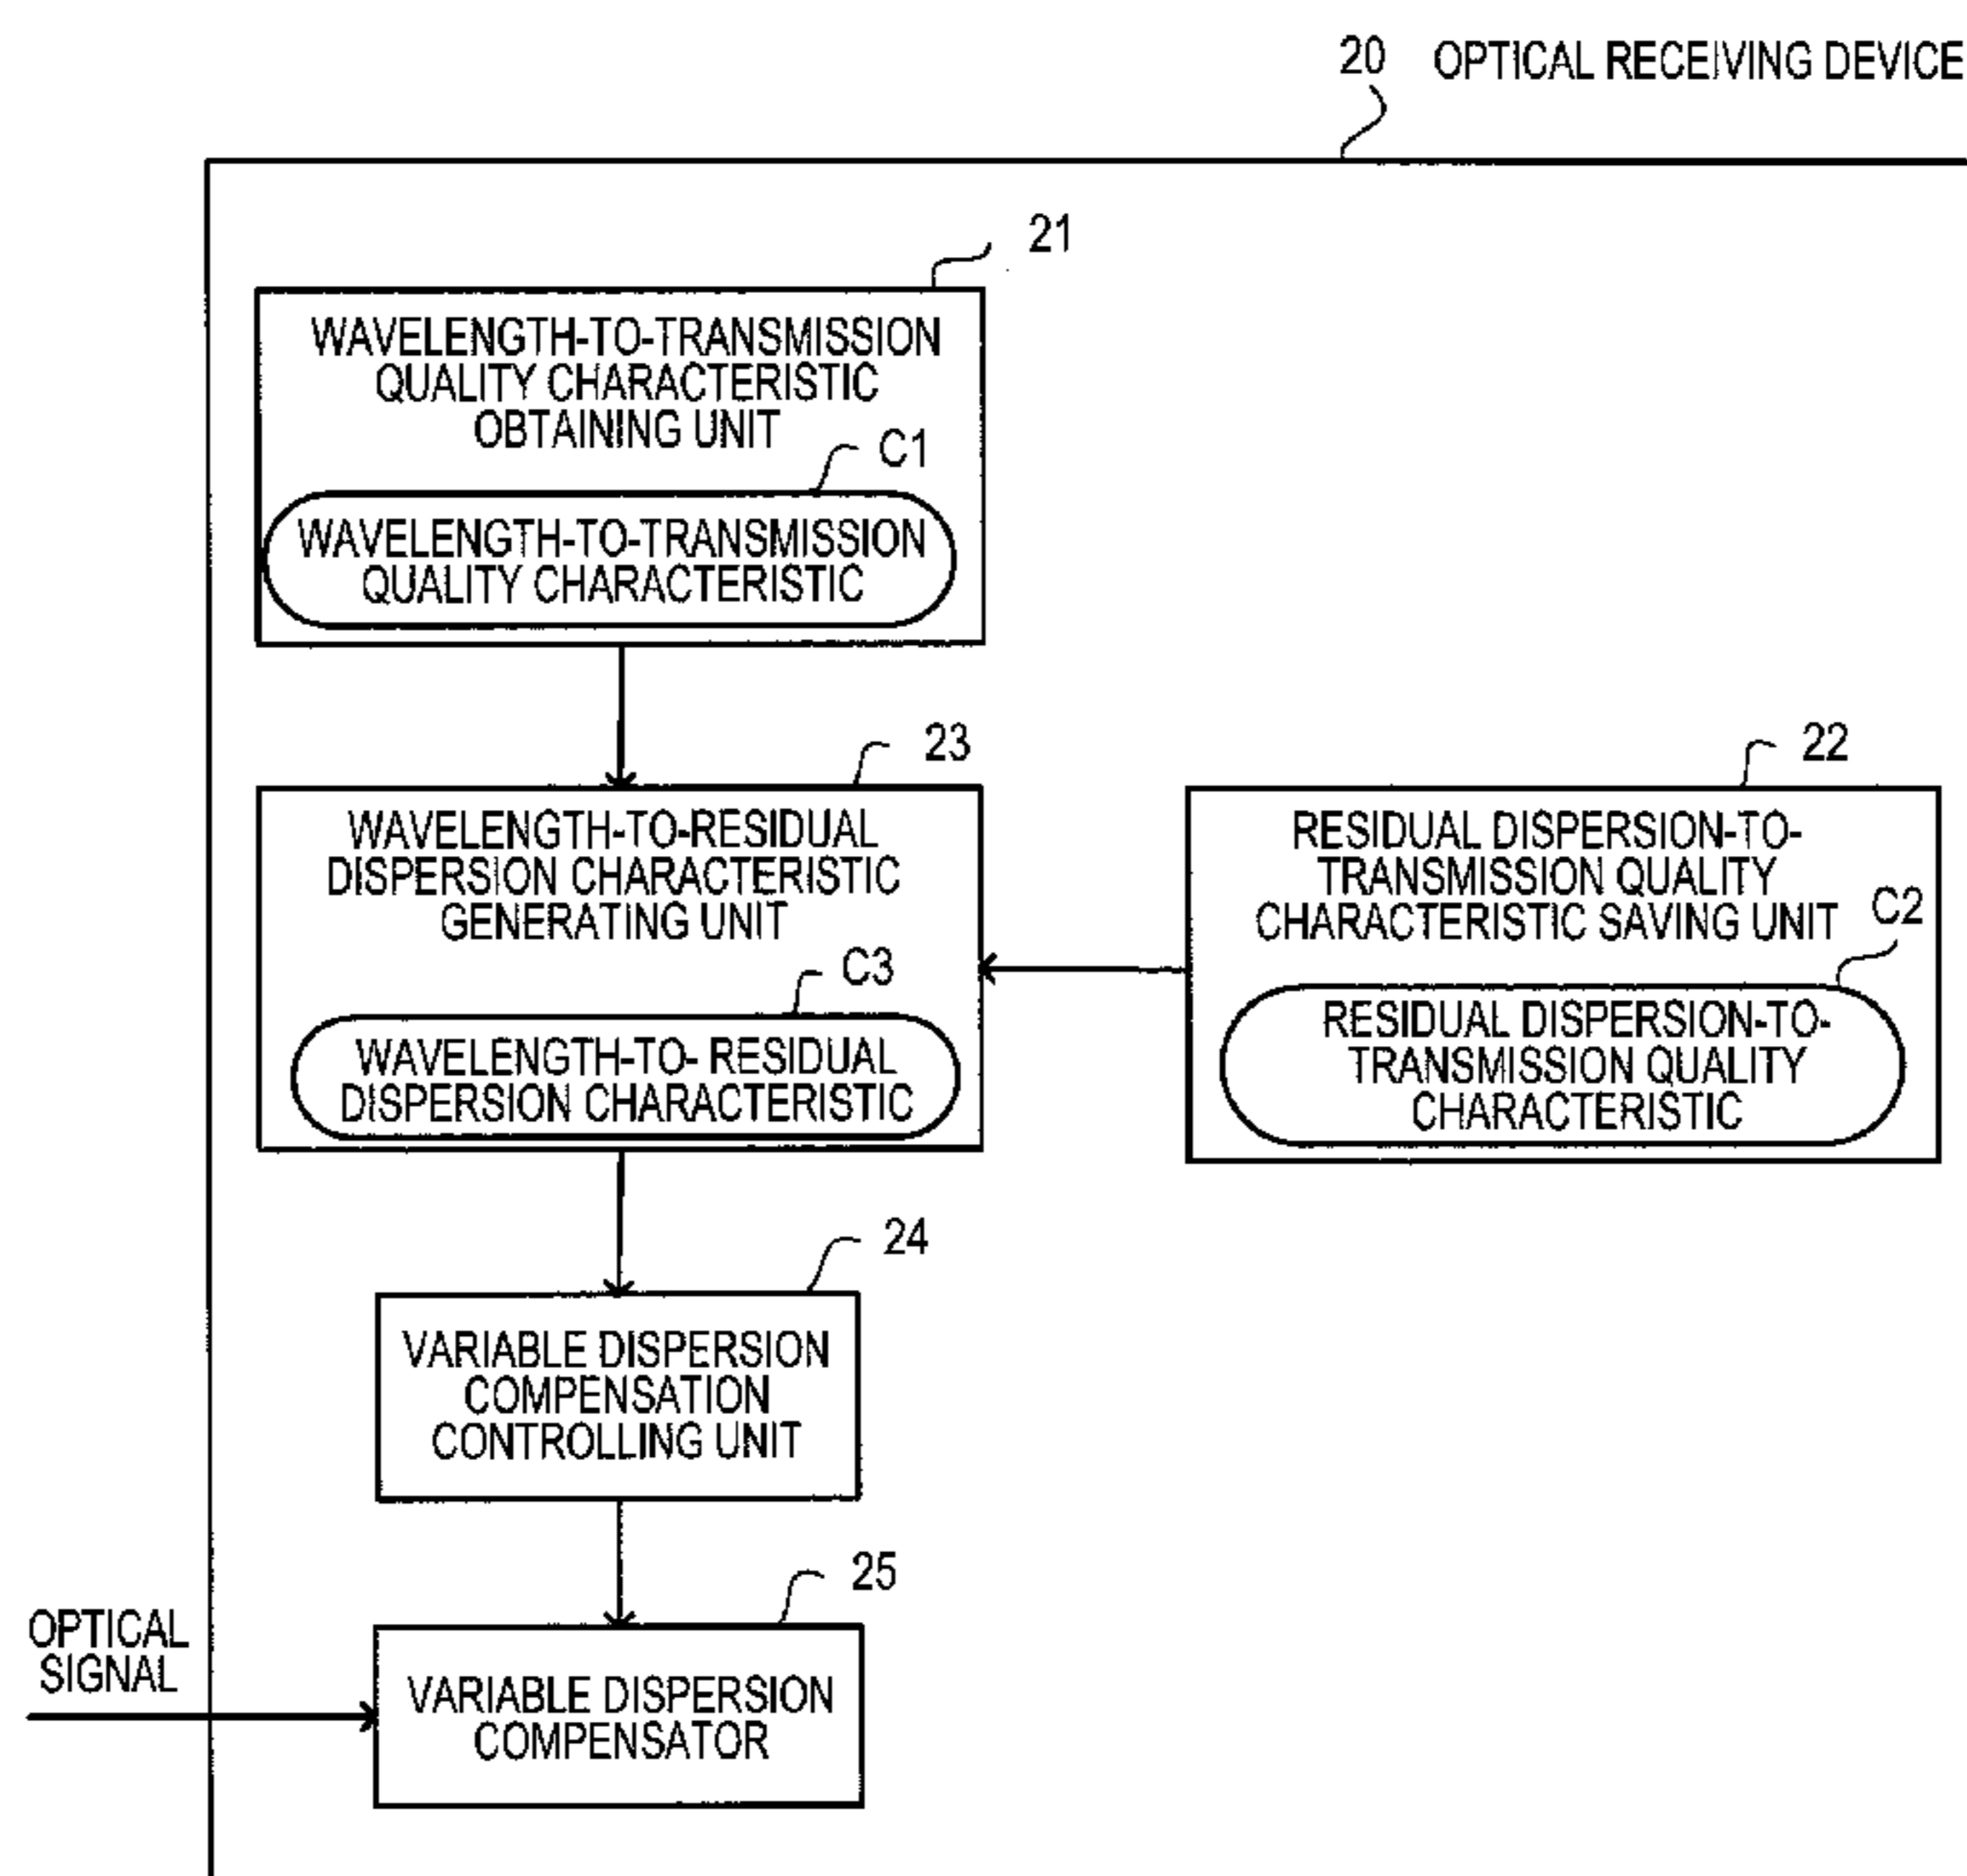 20 OPTICAL RECEIVING DEVICE
21
WAVELENGTH-TO-TRANSMISSION
QUALITY CHARACTERISTIC
OBTAINING UNIT
C1
WAVELENGTH-TO-TRANSMISSION
QUALITY CHARACTERISTIC
23
WAVELENGTH-TO-RESIDUAL
DISPERSION CHARACTERISTIC
GENERATING UNIT
C3
WAVELENGTH-TO- RESIDUAL
DISPERSION CHARACTERISTIC
22
RESIDUAL DISPERSION-TO-
TRANSMISSION QUALITY
CHARACTERISTIC SAVING UNIT
C2
RESIDUAL DISPERSION-TO-
TRANSMISSION QUALITY
CHARACTERISTIC
24
VARIABLE DISPERSION
COMPENSATION
CONTROLLING UNIT
25
OPTICAL
SIGNAL
VARIABLE DISPERSION
COMPENSATOR